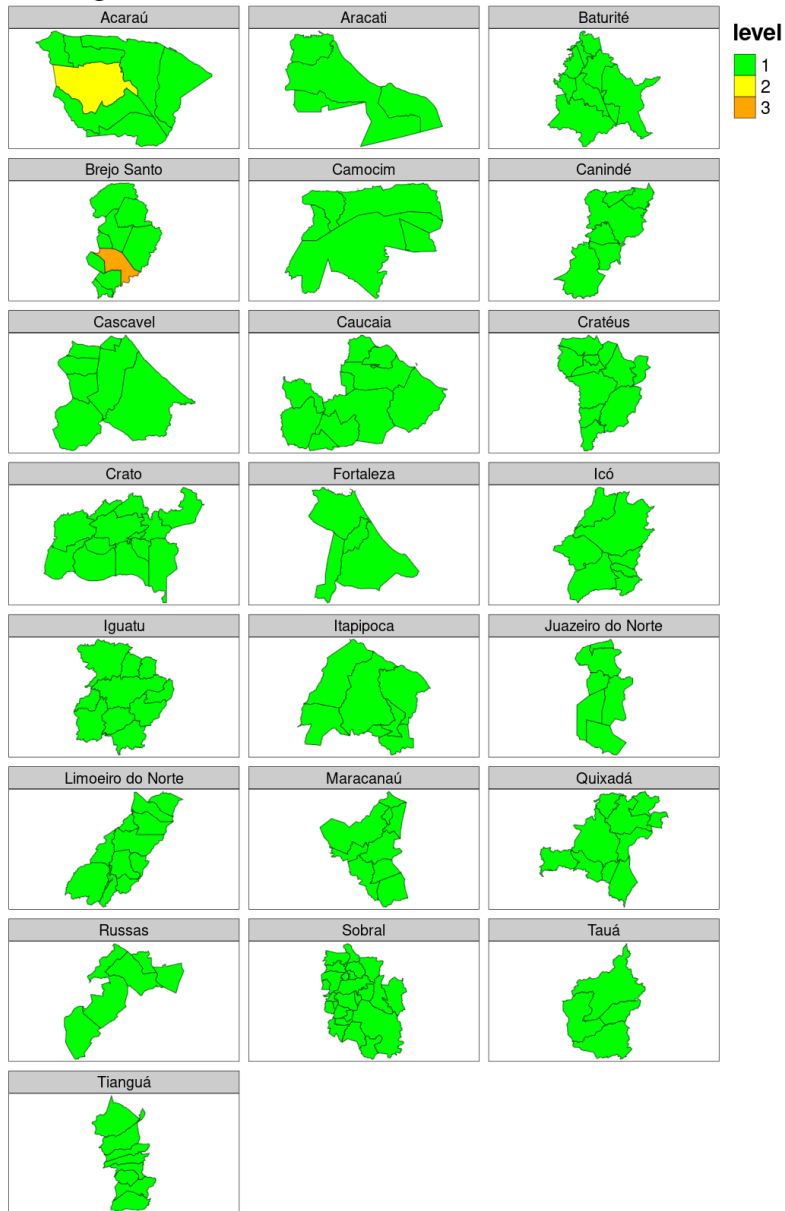 Acaraú
Aracati
Baturité
level
1
2
3
Brejo Santo
Camocim
Canindé
Cascavel
Caucaia
Cratéus
Crato
Fortaleza
Icó
Iguatu
Itapipoca
Juazeiro do Norte
Limoeiro do Norte
Maracanaú
Quixadá
Russas
Sobral
Tauá
Tianguá